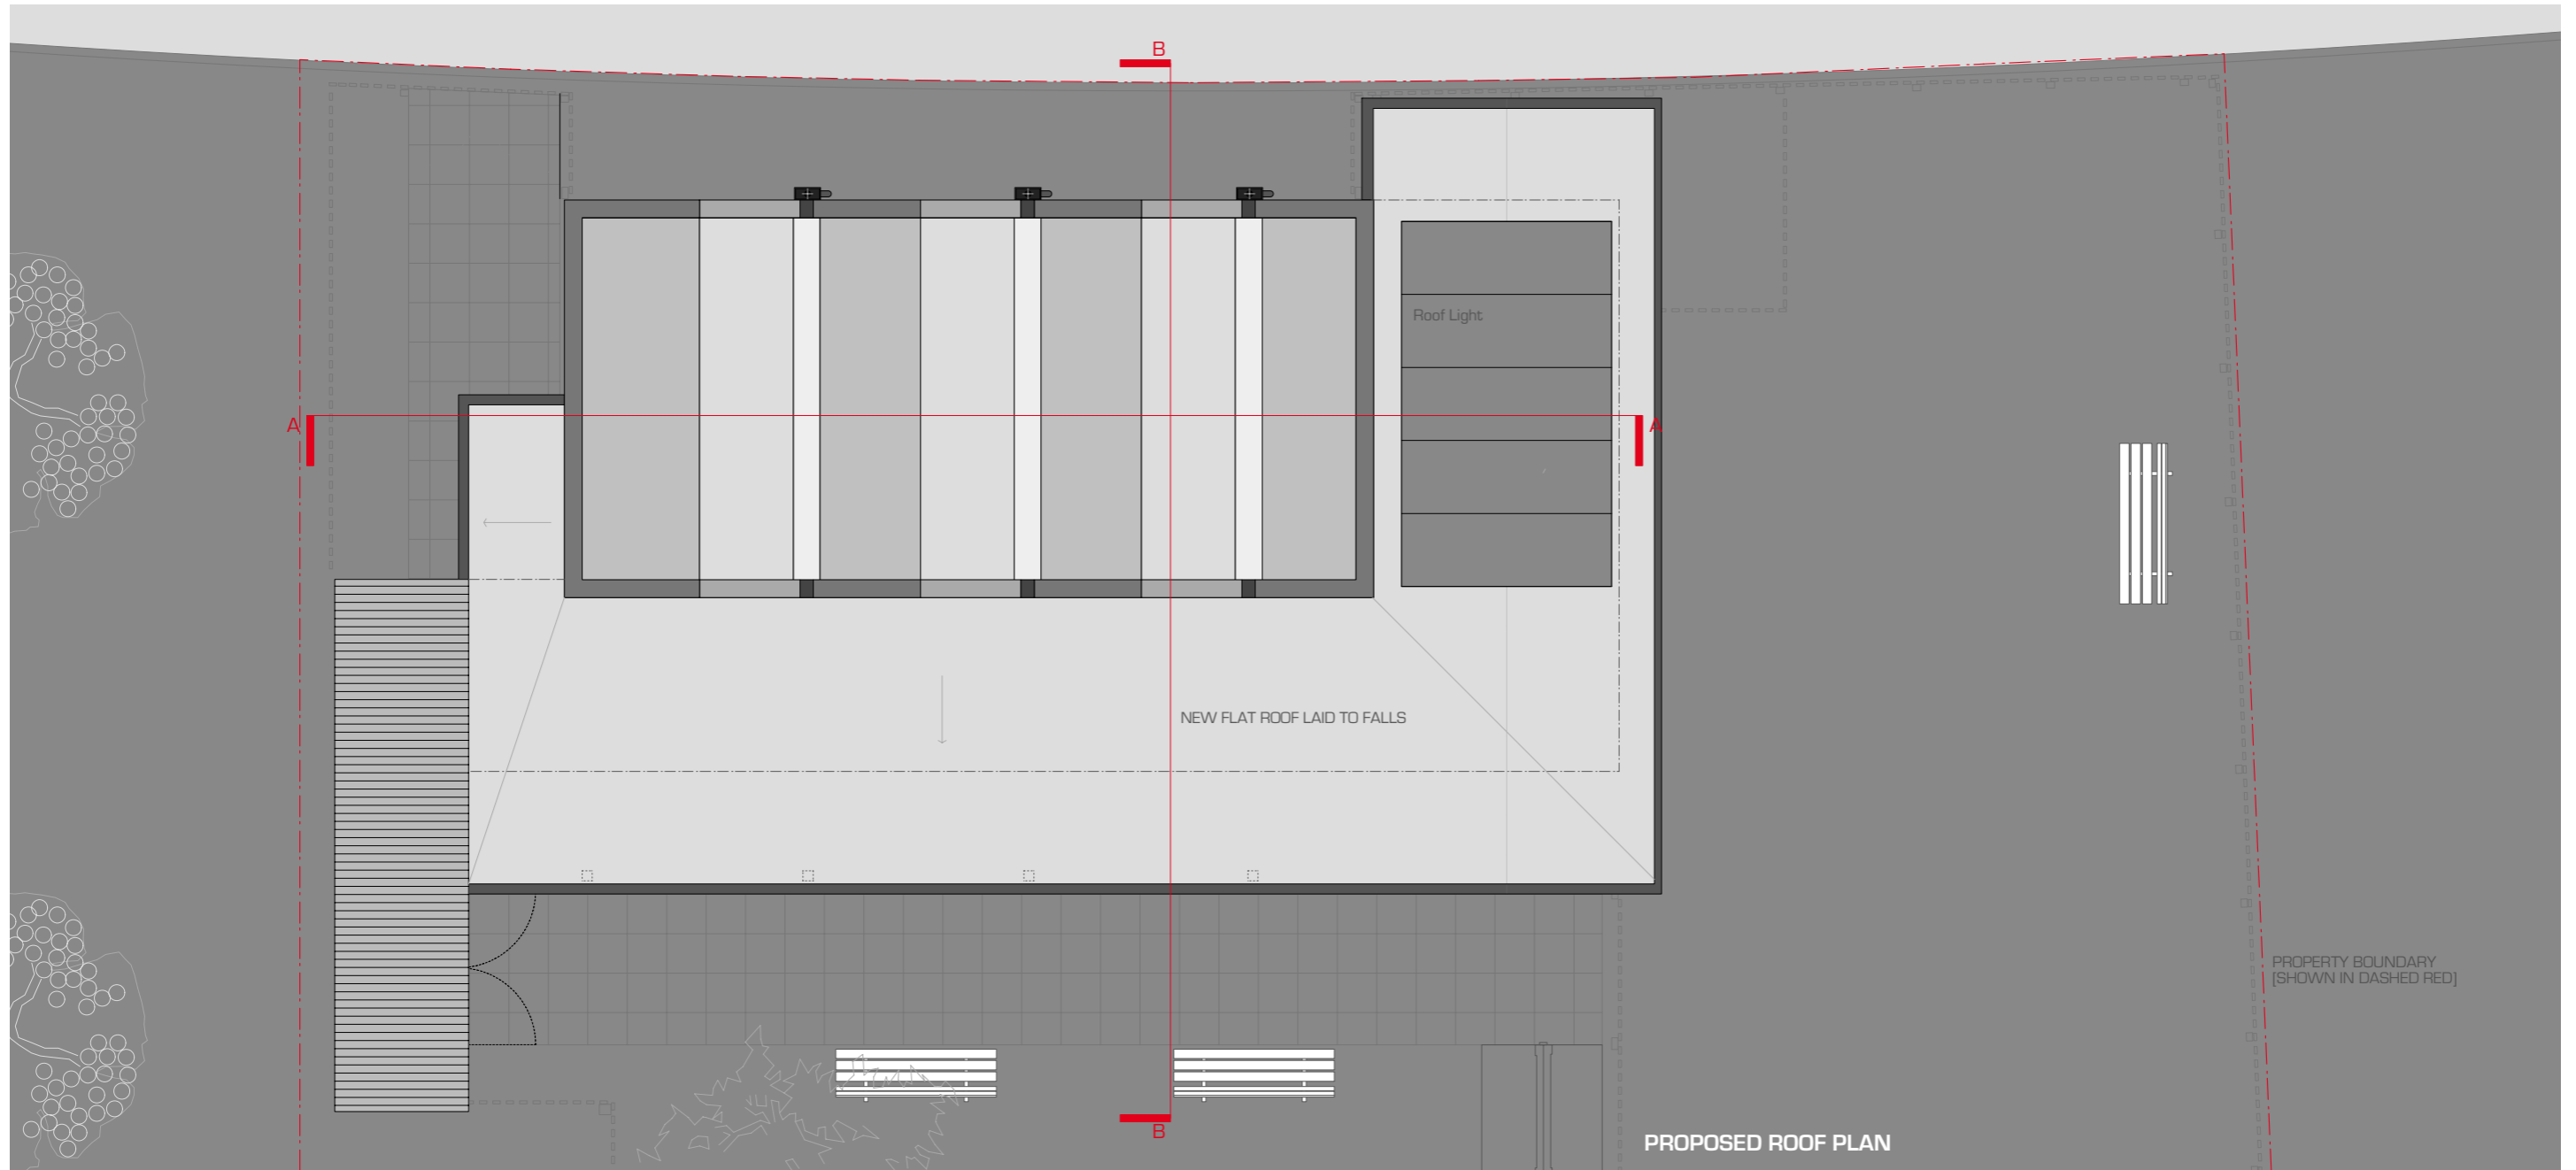 B
Roof Light
A
A
NEW FLAT ROOF LAID TO FALLS
PROPERTY BOUNDARY
[SHOWN IN DASHED RED]
B
PROPOSED ROOF PLAN